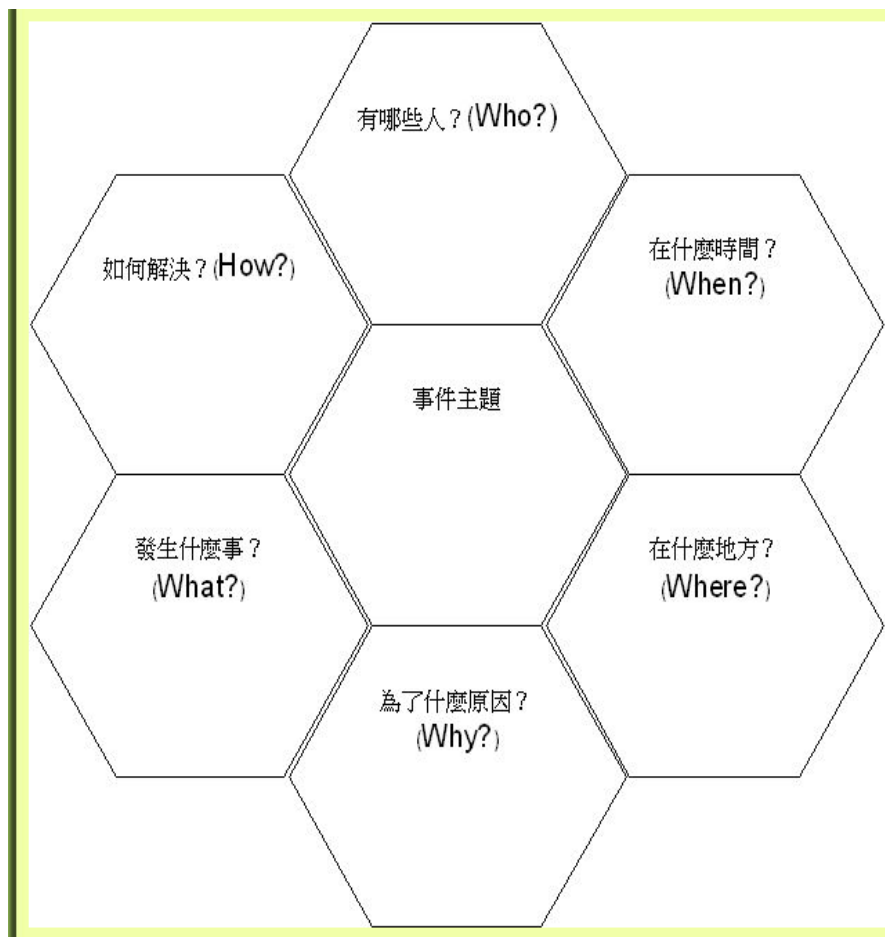 有哪些人？(Who?)
如何解決？(How?)
在什麼時間？
(When?)
事件主題
發生什麼事？
(What?)
在什麼地方？
(Where?)
為了什麼原因？
(Why?)